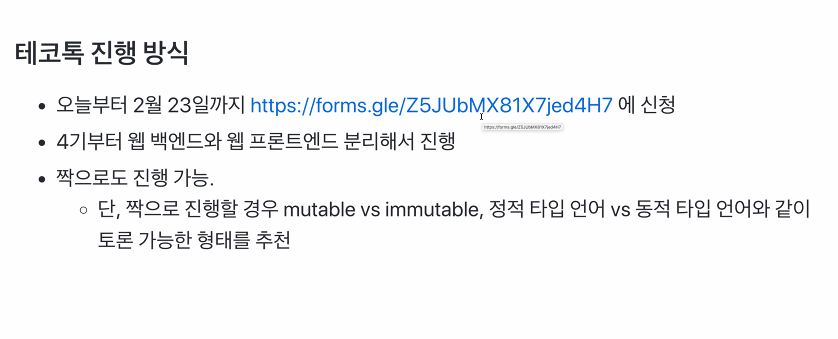 테코톡 진행 방식
• 오늘부터 2월 23일까지 https://forms.gle/Z5JUbMX81X7jed4H7 에 신청
https://forms.gle/Z5JUbMX81X7jed4H7
• 4기부터 웹 백엔드와 웹 프론트엔드 분리해서 진행
• 짝으로도 진행 가능.
◦ 단, 짝으로 진행할 경우 mutable vs immutable, 정적 타입 언어 vs 동적 타입 언어와 같이
토론 가능한 형태를 추천